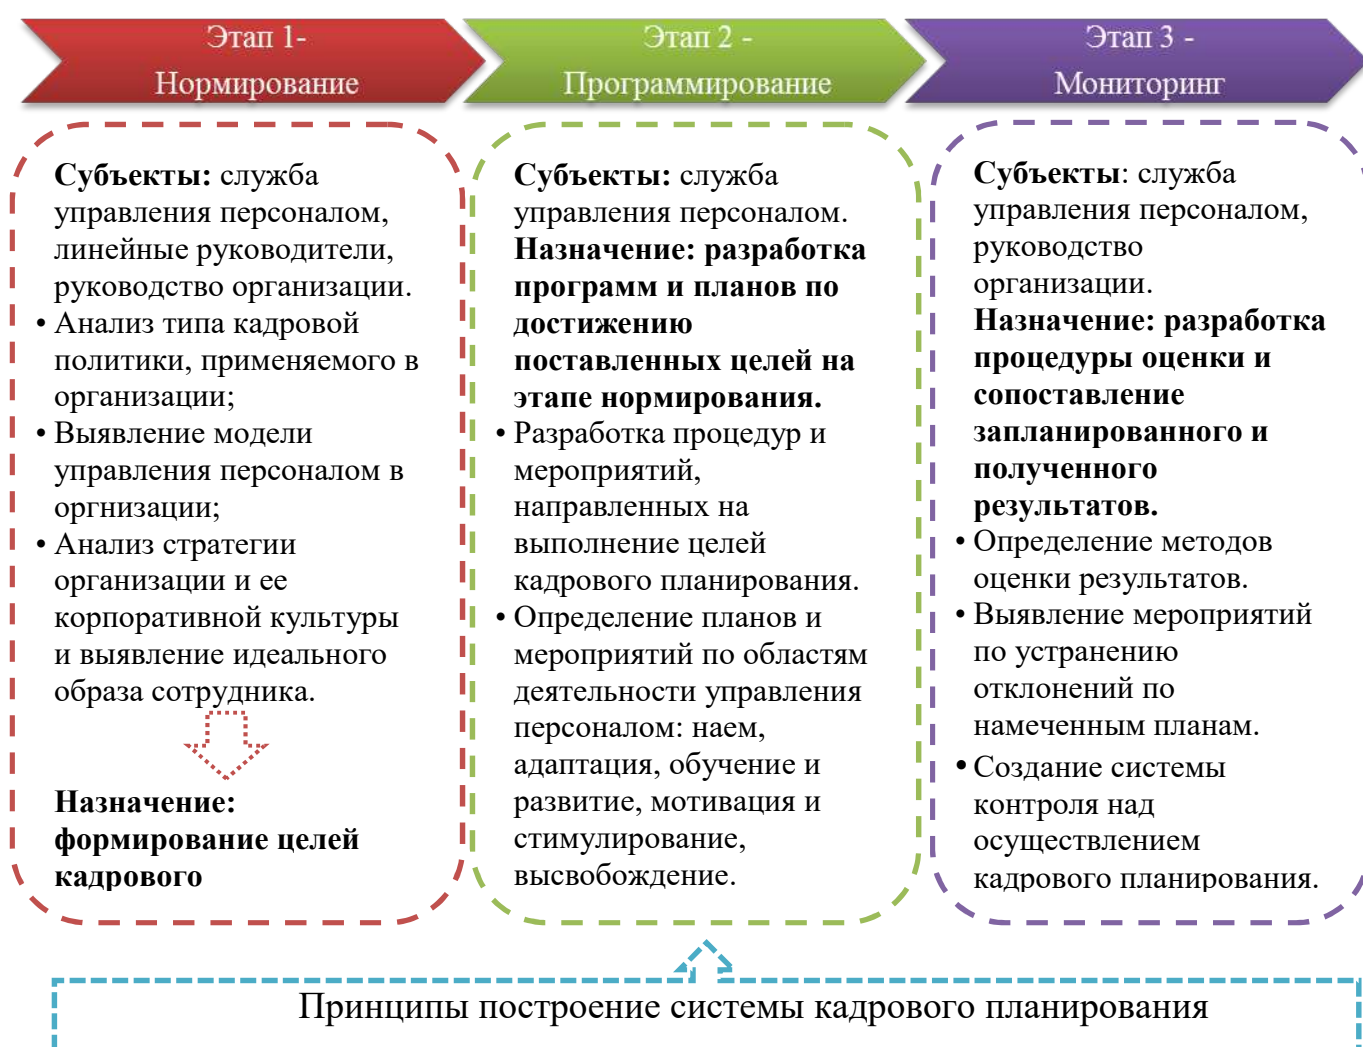 Этап 1-
Нормирование
Этап 2 -
Программирование
Этап 3 -
Мониторинг
Субъекты: служба
управления персоналом,
линейные руководители,
руководство организации.
• Анализ типа кадровой
политики, применяемого в
организации;
• Выявление модели
управления персоналом в
оргнизации;
• Анализ стратегии
организации и ее
корпоративной культуры
и выявление идеального
образа сотрудника.
Назначение:
формирование целей
кадрового
Субъекты: служба
управления персоналом.
Назначение: разработка
программ и планов по
достижению
поставленных целей на
этапе нормирования.
• Разработка процедур и
мероприятий,
направленных на
выполнение целей
кадрового планирования.
• Определение планов и
мероприятий по областям
деятельности управления
персоналом: наем,
адаптация, обучение и
развитие, мотивация и
стимулирование,
высвобождение.
Субъекты: служба
управления персоналом,
руководство
организации.
Назначение: разработка
процедуры оценки и
сопоставление
запланированного и
полученного
результатов.
• Определение методов
оценки результатов.
• Выявление мероприятий
по устранению
отклонений по
намеченным планам.
• Создание системы
контроля над
осуществлением
кадрового планирования.
Принципы построение системы кадрового планирования